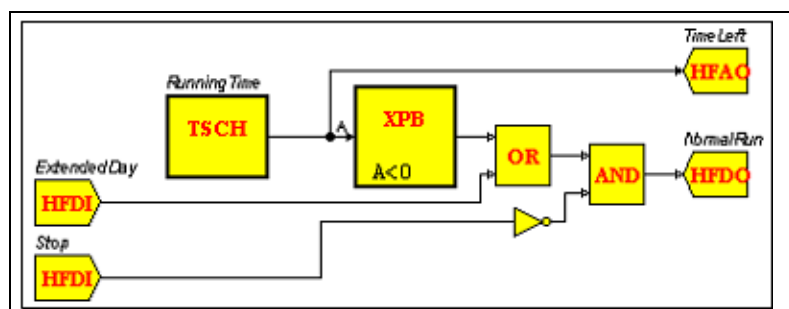 Time Left
HFAO
Running Time
TSCH
A
XPB
A<0
OR
Normal Run
AND
HFDO
Extended Day
HFDI
Stop
HFDI